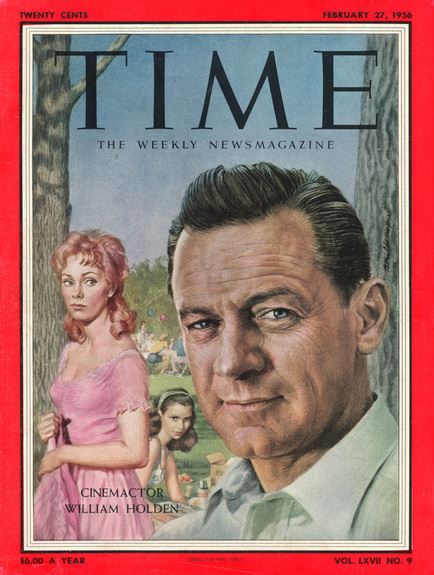 TWENTY CENTS
FEBRUARY 27, 1956
TIME
THE WEEKLY NEWSMAGAZINE
CINEMACTOR
WILLIAM HOLDEN
$6.00 A YEAR
VOL. LXVII NO. 9